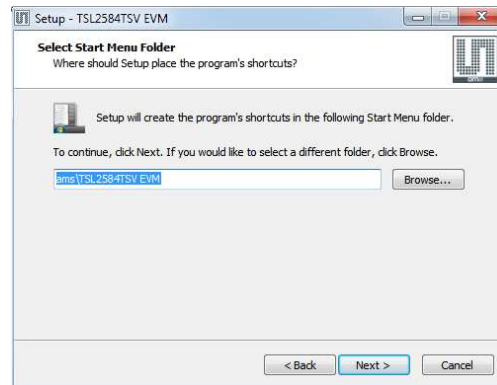 Setup - TSL2584TSV EVM
Select Start Menu Folder
Where should Setup place the program's shortcuts?
am
Setup will create the program's shortcuts in the following Start Menu folder.
To continue, click Next. If you would like to select a different folder, click Browse.
ams\TSL2584TSV EVM
Browse...
< Back
Next >
Cancel